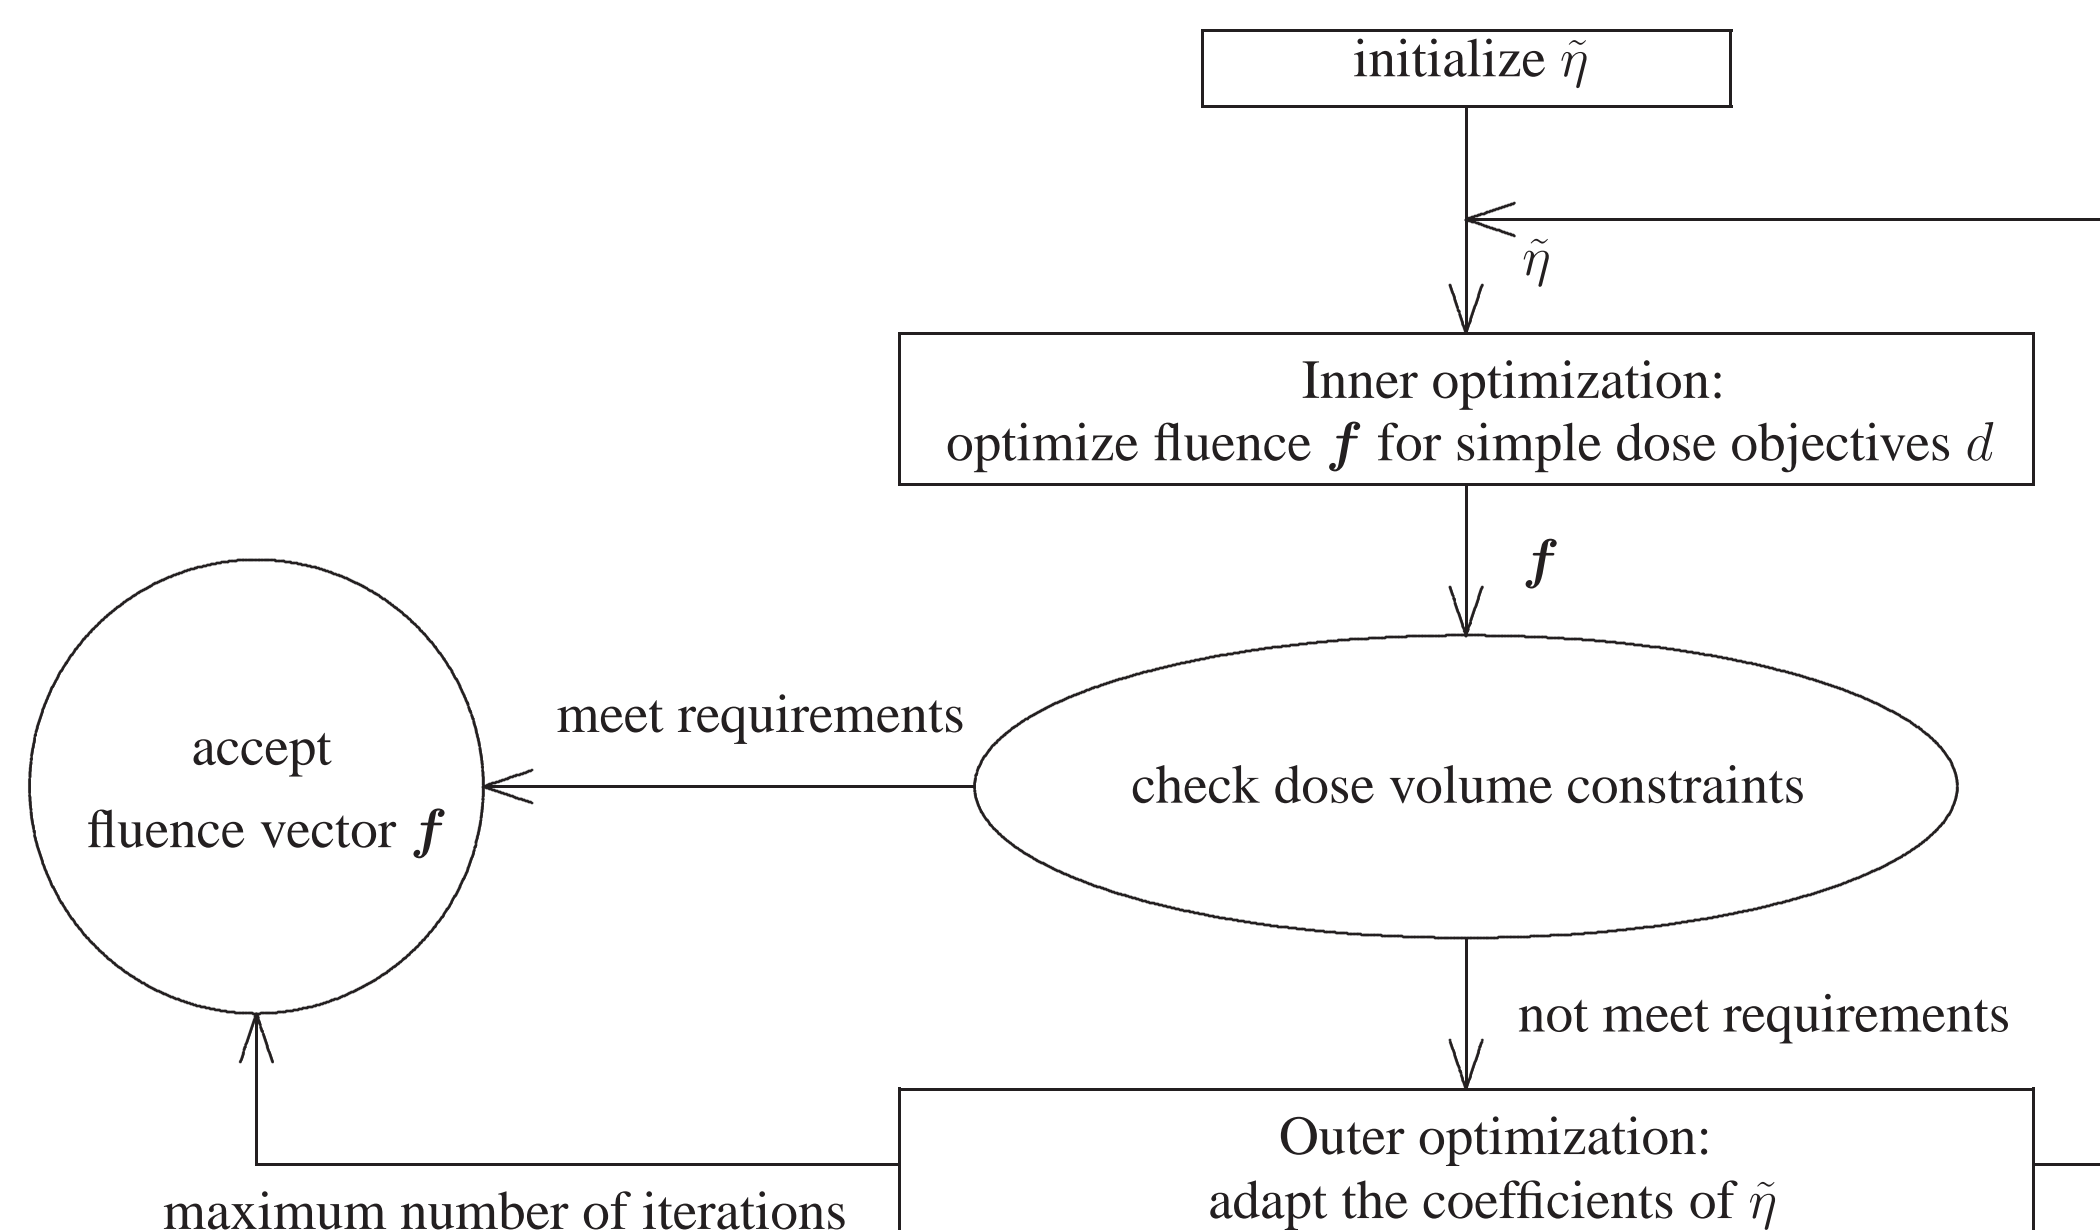 initialize η̃
η̃
Inner optimization:
optimize fluence f for simple dose objectives d
f
meet requirements
accept
fluence vector f
check dose volume constraints
not meet requirements
Outer optimization:
adapt the coefficients of η̃
maximum number of iterations